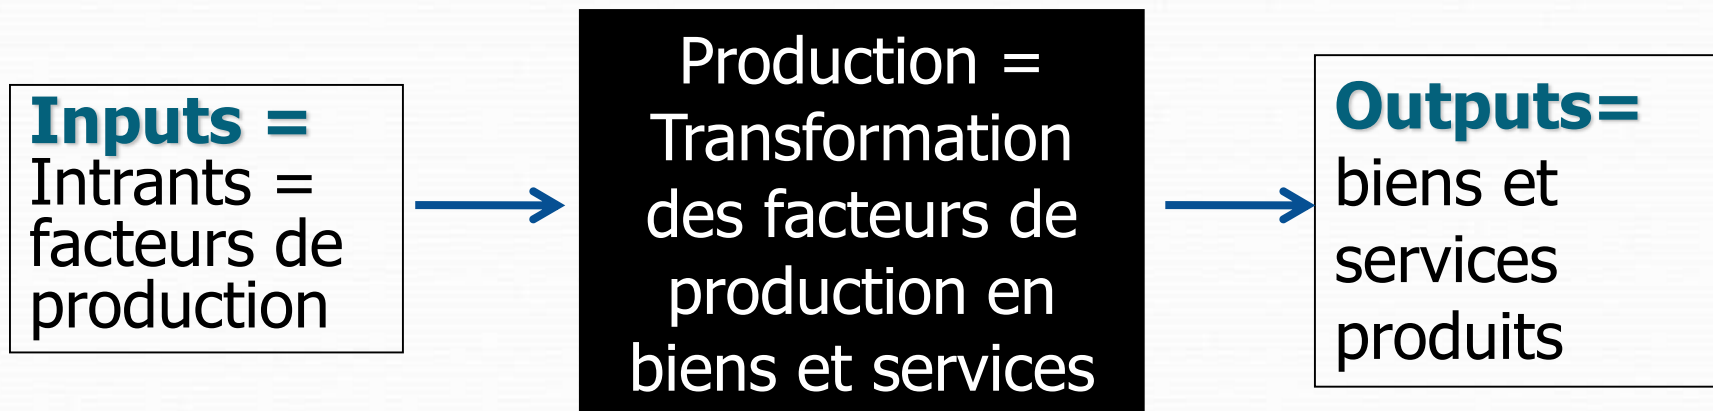 Inputs =
Intrants =
facteurs de
production
Production =
Transformation
des facteurs de
production en
biens et services
Outputs=
biens et
services
produits